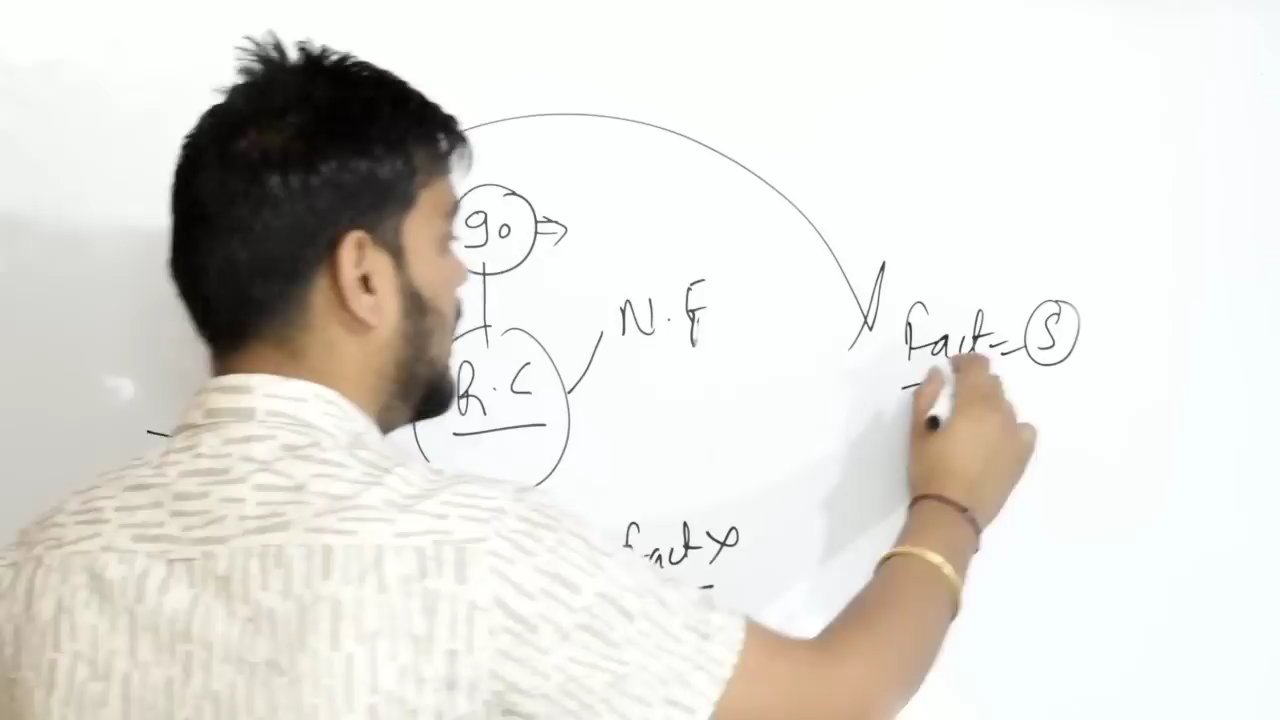 90 ⇒
N.F
Fact = S
R.C
fact ×